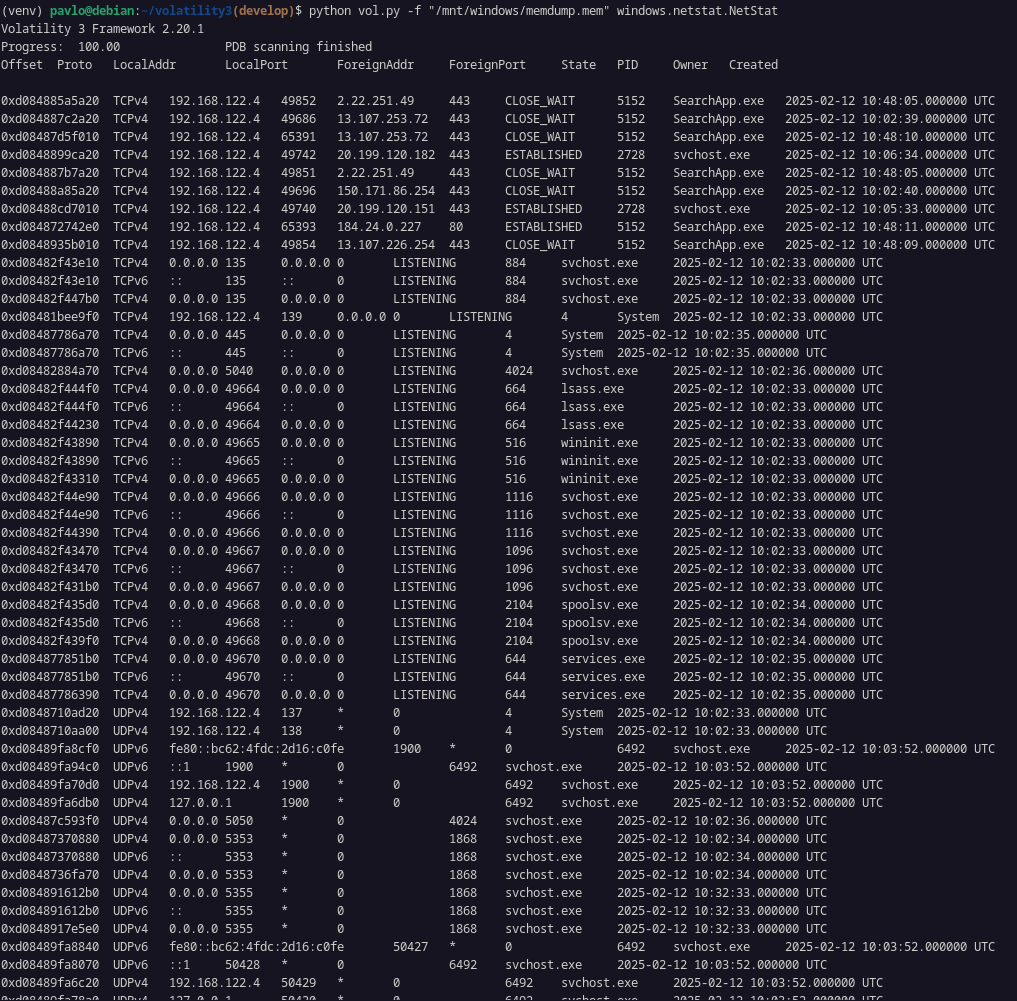 (venv) pavlo@debian:~/volatility3(develop)$ python vol.py -f "/mnt/windows/memdump.mem" windows.netstat.NetStat
Volatility 3 Framework 2.20.1
Progress:  100.00               PDB scanning finished
Offset  Proto   LocalAddr       LocalPort       ForeignAddr     ForeignPort     State   PID     Owner   Created
0xd084885a5a20  TCPv4   192.168.122.4   49852   2.22.251.49     443     CLOSE_WAIT      5152    SearchApp.exe   2025-02-12 10:48:05.000000 UTC
0xd084887c2a20  TCPv4   192.168.122.4   49686   13.107.253.72   443     CLOSE_WAIT      5152    SearchApp.exe   2025-02-12 10:02:39.000000 UTC
0xd08487d5f010  TCPv4   192.168.122.4   65391   13.107.253.72   443     CLOSE_WAIT      5152    SearchApp.exe   2025-02-12 10:48:10.000000 UTC
0xd0848899ca20  TCPv4   192.168.122.4   49742   20.199.120.182  443     ESTABLISHED     2728    svchost.exe     2025-02-12 10:06:34.000000 UTC
0xd084887b7a20  TCPv4   192.168.122.4   49851   2.22.251.49     443     CLOSE_WAIT      5152    SearchApp.exe   2025-02-12 10:48:05.000000 UTC
0xd08488a85a20  TCPv4   192.168.122.4   49696   150.171.86.254  443     CLOSE_WAIT      5152    SearchApp.exe   2025-02-12 10:02:40.000000 UTC
0xd08488cd7010  TCPv4   192.168.122.4   49740   20.199.120.151  443     ESTABLISHED     2728    svchost.exe     2025-02-12 10:05:33.000000 UTC
0xd084872742e0  TCPv4   192.168.122.4   65393   184.24.0.227    80      ESTABLISHED     5152    SearchApp.exe   2025-02-12 10:48:11.000000 UTC
0xd0848935b010  TCPv4   192.168.122.4   49854   13.107.226.254  443     CLOSE_WAIT      5152    SearchApp.exe   2025-02-12 10:48:09.000000 UTC
0xd08482f43e10  TCPv4   0.0.0.0 135     0.0.0.0 0       LISTENING       884     svchost.exe     2025-02-12 10:02:33.000000 UTC
0xd08482f43e10  TCPv6   ::      135     ::      0       LISTENING       884     svchost.exe     2025-02-12 10:02:33.000000 UTC
0xd08482f447b0  TCPv4   0.0.0.0 135     0.0.0.0 0       LISTENING       884     svchost.exe     2025-02-12 10:02:33.000000 UTC
0xd08481bee9f0  TCPv4   192.168.122.4   139     0.0.0.0 0       LISTENING       4       System  2025-02-12 10:02:33.000000 UTC
0xd08487786a70  TCPv4   0.0.0.0 445     0.0.0.0 0       LISTENING       4       System  2025-02-12 10:02:35.000000 UTC
0xd08487786a70  TCPv6   ::      445     ::      0       LISTENING       4       System  2025-02-12 10:02:35.000000 UTC
0xd08482884a70  TCPv4   0.0.0.0 5040    0.0.0.0 0       LISTENING       4024    svchost.exe     2025-02-12 10:02:36.000000 UTC
0xd08482f444f0  TCPv4   0.0.0.0 49664   0.0.0.0 0       LISTENING       664     lsass.exe       2025-02-12 10:02:33.000000 UTC
0xd08482f444f0  TCPv6   ::      49664   ::      0       LISTENING       664     lsass.exe       2025-02-12 10:02:33.000000 UTC
0xd08482f44230  TCPv4   0.0.0.0 49664   0.0.0.0 0       LISTENING       664     lsass.exe       2025-02-12 10:02:33.000000 UTC
0xd08482f43890  TCPv4   0.0.0.0 49665   0.0.0.0 0       LISTENING       516     wininit.exe     2025-02-12 10:02:33.000000 UTC
0xd08482f43890  TCPv6   ::      49665   ::      0       LISTENING       516     wininit.exe     2025-02-12 10:02:33.000000 UTC
0xd08482f43310  TCPv4   0.0.0.0 49665   0.0.0.0 0       LISTENING       516     wininit.exe     2025-02-12 10:02:33.000000 UTC
0xd08482f44e90  TCPv4   0.0.0.0 49666   0.0.0.0 0       LISTENING       1116    svchost.exe     2025-02-12 10:02:33.000000 UTC
0xd08482f44e90  TCPv6   ::      49666   ::      0       LISTENING       1116    svchost.exe     2025-02-12 10:02:33.000000 UTC
0xd08482f44390  TCPv4   0.0.0.0 49666   0.0.0.0 0       LISTENING       1116    svchost.exe     2025-02-12 10:02:33.000000 UTC
0xd08482f43470  TCPv4   0.0.0.0 49667   0.0.0.0 0       LISTENING       1096    svchost.exe     2025-02-12 10:02:33.000000 UTC
0xd08482f43470  TCPv6   ::      49667   ::      0       LISTENING       1096    svchost.exe     2025-02-12 10:02:33.000000 UTC
0xd08482f431b0  TCPv4   0.0.0.0 49667   0.0.0.0 0       LISTENING       1096    svchost.exe     2025-02-12 10:02:33.000000 UTC
0xd08482f435d0  TCPv4   0.0.0.0 49668   0.0.0.0 0       LISTENING       2104    spoolsv.exe     2025-02-12 10:02:34.000000 UTC
0xd08482f435d0  TCPv6   ::      49668   ::      0       LISTENING       2104    spoolsv.exe     2025-02-12 10:02:34.000000 UTC
0xd08482f439f0  TCPv4   0.0.0.0 49668   0.0.0.0 0       LISTENING       2104    spoolsv.exe     2025-02-12 10:02:34.000000 UTC
0xd084877851b0  TCPv4   0.0.0.0 49670   0.0.0.0 0       LISTENING       644     services.exe    2025-02-12 10:02:35.000000 UTC
0xd084877851b0  TCPv6   ::      49670   ::      0       LISTENING       644     services.exe    2025-02-12 10:02:35.000000 UTC
0xd08487786390  TCPv4   0.0.0.0 49670   0.0.0.0 0       LISTENING       644     services.exe    2025-02-12 10:02:35.000000 UTC
0xd0848710ad20  UDPv4   192.168.122.4   137     *       0               4       System  2025-02-12 10:02:33.000000 UTC
0xd0848710aa00  UDPv4   192.168.122.4   138     *       0               4       System  2025-02-12 10:02:33.000000 UTC
0xd08489fa8cf0  UDPv6   fe80::bc62:4fdc:2d16:c0fe       1900    *       0               6492    svchost.exe     2025-02-12 10:03:52.000000 UTC
0xd08489fa94c0  UDPv6   ::1     1900    *       0               6492    svchost.exe     2025-02-12 10:03:52.000000 UTC
0xd08489fa70d0  UDPv4   192.168.122.4   1900    *       0               6492    svchost.exe     2025-02-12 10:03:52.000000 UTC
0xd08489fa6db0  UDPv4   127.0.0.1       1900    *       0               6492    svchost.exe     2025-02-12 10:03:52.000000 UTC
0xd08487c593f0  UDPv4   0.0.0.0 5050    *       0               4024    svchost.exe     2025-02-12 10:02:36.000000 UTC
0xd08487370880  UDPv4   0.0.0.0 5353    *       0               1868    svchost.exe     2025-02-12 10:02:34.000000 UTC
0xd08487370880  UDPv6   ::      5353    *       0               1868    svchost.exe     2025-02-12 10:02:34.000000 UTC
0xd0848736fa70  UDPv4   0.0.0.0 5353    *       0               1868    svchost.exe     2025-02-12 10:02:34.000000 UTC
0xd084891612b0  UDPv4   0.0.0.0 5355    *       0               1868    svchost.exe     2025-02-12 10:32:33.000000 UTC
0xd084891612b0  UDPv6   ::      5355    *       0               1868    svchost.exe     2025-02-12 10:32:33.000000 UTC
0xd0848917e5e0  UDPv4   0.0.0.0 5355    *       0               1868    svchost.exe     2025-02-12 10:32:33.000000 UTC
0xd08489fa8840  UDPv6   fe80::bc62:4fdc:2d16:c0fe       50427   *       0               6492    svchost.exe     2025-02-12 10:03:52.000000 UTC
0xd08489fa8070  UDPv6   ::1     50428   *       0               6492    svchost.exe     2025-02-12 10:03:52.000000 UTC
0xd08489fa6c20  UDPv4   192.168.122.4   50429   *       0               6492    svchost.exe     2025-02-12 10:03:52.000000 UTC